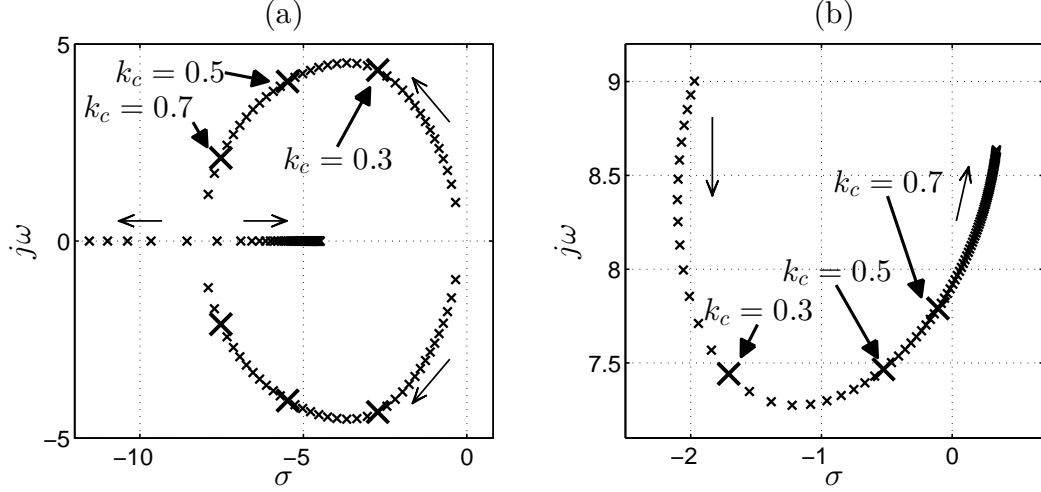 (a)
(b)
5
0
−5
jω
k_c = 0.5
k_c = 0.7
k_c = 0.3
−10
−5
0
σ
9
8.5
8
7.5
jω
k_c = 0.7
k_c = 0.5
k_c = 0.3
−2
−1
0
σ